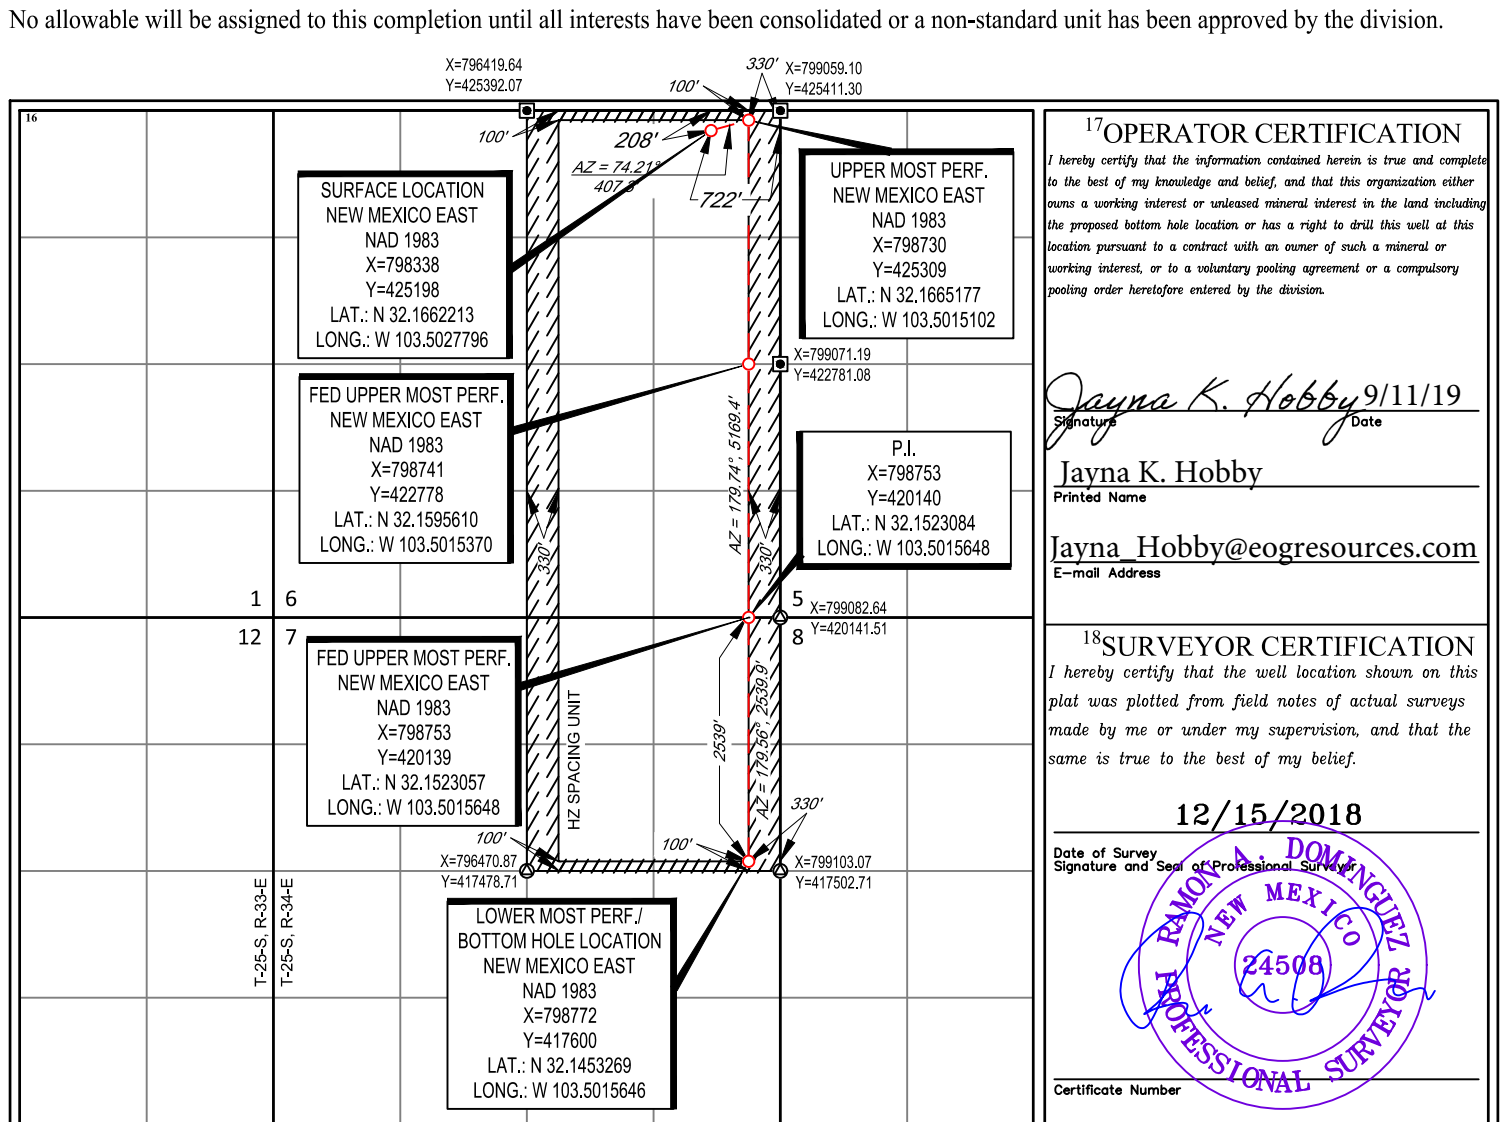 No allowable will be assigned to this completion until all interests have been consolidated or a non-standard unit has been approved by the division.
X=796419.64
Y=425392.07
100'
330'
X=799059.10
Y=425411.30
16
100'
208'
AZ = 74.21°
407.3'
722'
SURFACE LOCATION
NEW MEXICO EAST
NAD 1983
X=798338
Y=425198
LAT.: N 32.1662213
LONG.: W 103.5027796
UPPER MOST PERF.
NEW MEXICO EAST
NAD 1983
X=798730
Y=425309
LAT.: N 32.1665177
LONG.: W 103.5015102
X=799071.19
Y=422781.08
FED UPPER MOST PERF.
NEW MEXICO EAST
NAD 1983
X=798741
Y=422778
LAT.: N 32.1595610
LONG.: W 103.5015370
AZ = 179.74°, 5169.4'
P.I.
X=798753
Y=420140
LAT.: N 32.1523084
LONG.: W 103.5015648
330'
330'
1 6
5
X=799082.64
Y=420141.51
12 7
8
FED UPPER MOST PERF.
NEW MEXICO EAST
NAD 1983
X=798753
Y=420139
LAT.: N 32.1523057
LONG.: W 103.5015648
HZ SPACING UNIT
2539'
AZ = 179.56°, 2539.9'
330'
100'
100'
X=796470.87
Y=417478.71
X=799103.07
Y=417502.71
T-25-S, R-33-E
T-25-S, R-34-E
LOWER MOST PERF./
BOTTOM HOLE LOCATION
NEW MEXICO EAST
NAD 1983
X=798772
Y=417600
LAT.: N 32.1453269
LONG.: W 103.5015646
17OPERATOR CERTIFICATION
I hereby certify that the information contained herein is true and complete
to the best of my knowledge and belief, and that this organization either
owns a working interest or unleased mineral interest in the land including
the proposed bottom hole location or has a right to drill this well at this
location pursuant to a contract with an owner of such a mineral or
working interest, or to a voluntary pooling agreement or a compulsory
pooling order heretofore entered by the division.
Jayna K. Hobby 9/11/19
Signature Date
Jayna K. Hobby
Printed Name
Jayna_Hobby@eogresources.com
E-mail Address
18SURVEYOR CERTIFICATION
I hereby certify that the well location shown on this
plat was plotted from field notes of actual surveys
made by me or under my supervision, and that the
same is true to the best of my belief.
12/15/2018
Date of Survey
Signature and Seal of Professional Surveyor
RAMON A. DOMINGUEZ
NEW MEXICO
24508
PROFESSIONAL SURVEYOR
Certificate Number